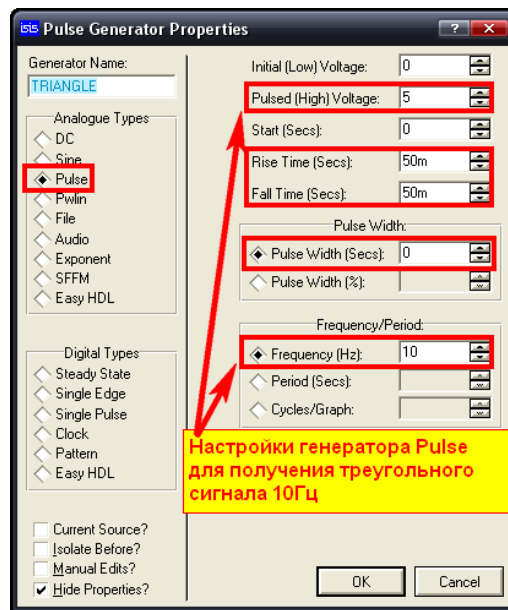 isis Pulse Generator Properties
Generator Name:
TRIANGLE
Analogue Types
DC
Sine
Pulse
Pwlin
File
Audio
Exponent
SFFM
Easy HDL
Digital Types
Steady State
Single Edge
Single Pulse
Clock
Pattern
Easy HDL
Current Source?
Isolate Before?
Manual Edits?
Hide Properties?
Initial (Low) Voltage: 0
Pulsed (High) Voltage: 5
Start (Secs): 0
Rise Time (Secs): 50m
Fall Time (Secs): 50m
Pulse Width:
Pulse Width (Secs): 0
Pulse Width (%):
Frequency/Period:
Frequency (Hz): 10
Period (Secs):
Cycles/Graph:
Настройки генератора Pulse
для получения треугольного
сигнала 10Гц
OK Cancel